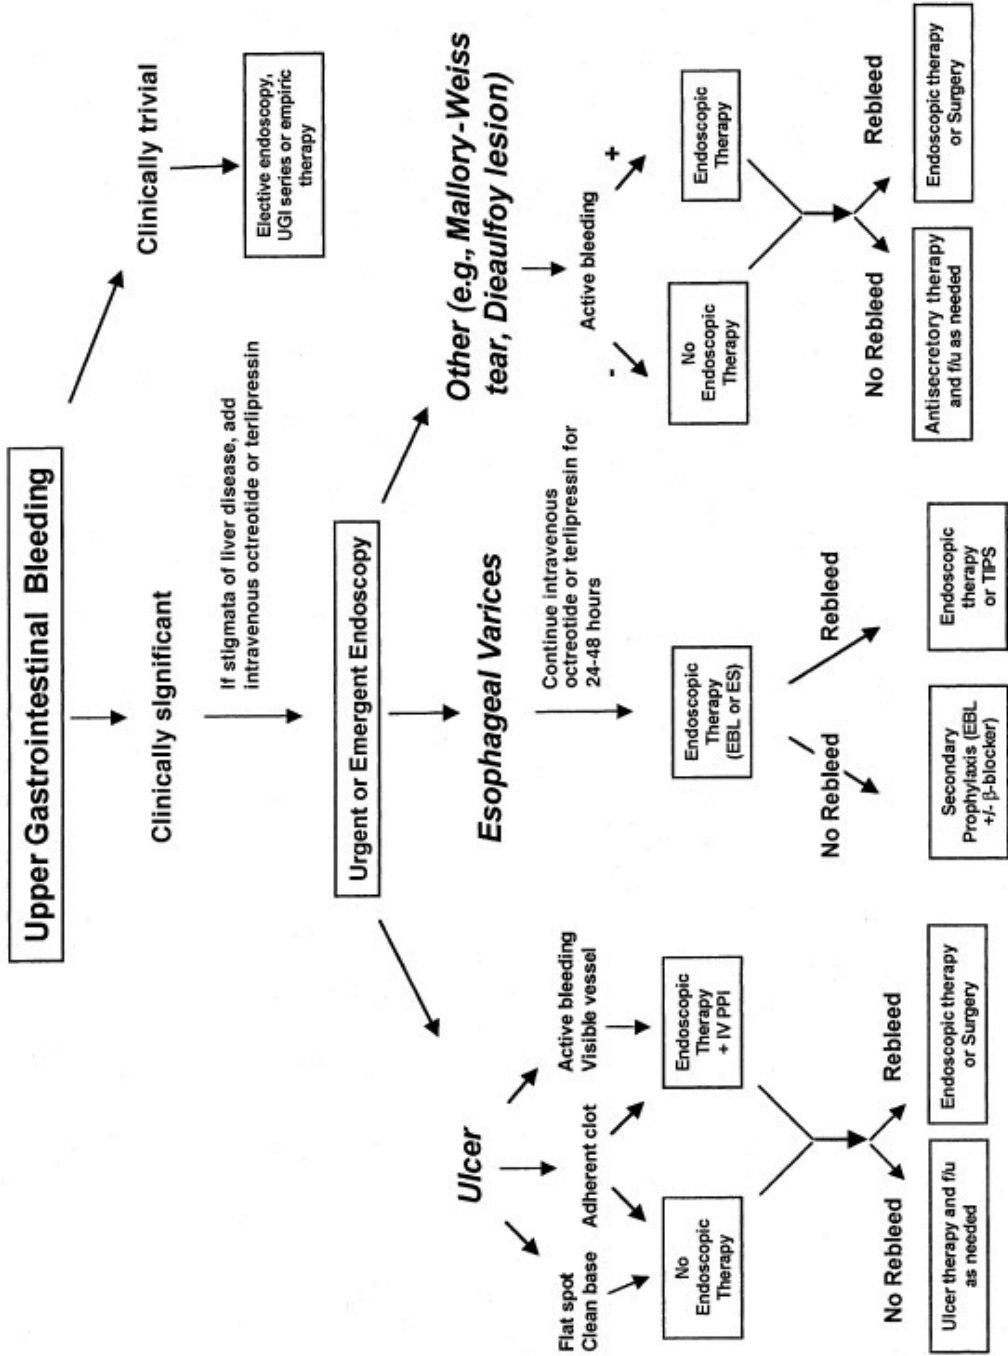 Upper Gastrointestinal Bleeding
Clinically significant
Clinically trivial
If stigmata of liver disease, add
intravenous octreotide or terlipressin
Elective endoscopy,
UGI series or empiric
therapy
Urgent or Emergent Endoscopy
Ulcer
Esophageal Varices
Other (e.g., Mallory-Weiss
tear, Dieaulfoy lesion)
Flat spot
Clean base
Adherent clot
Active bleeding
Visible vessel
Continue intravenous
octreotide or terlipressin for
24-48 hours
Active bleeding
-
+
No
Endoscopic
Therapy
Endoscopic
Therapy
+ IV PPI
Endoscopic
Therapy
(EBL or ES)
No
Endoscopic
Therapy
Endoscopic
Therapy
No Rebleed
Rebleed
No Rebleed
Rebleed
No Rebleed
Rebleed
Ulcer therapy and f/u
as needed
Endoscopic therapy
or Surgery
Secondary
Prophylaxis (EBL
+/- β-blocker
Endoscopic
therapy
or TIPS
Antisecretory therapy
and f/u as needed
Endoscopic therapy
or Surgery